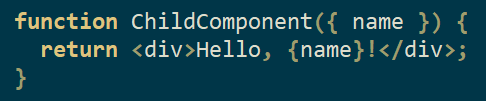 function ChildComponent({ name }) {
  return <div>Hello, {name}!</div>;
}